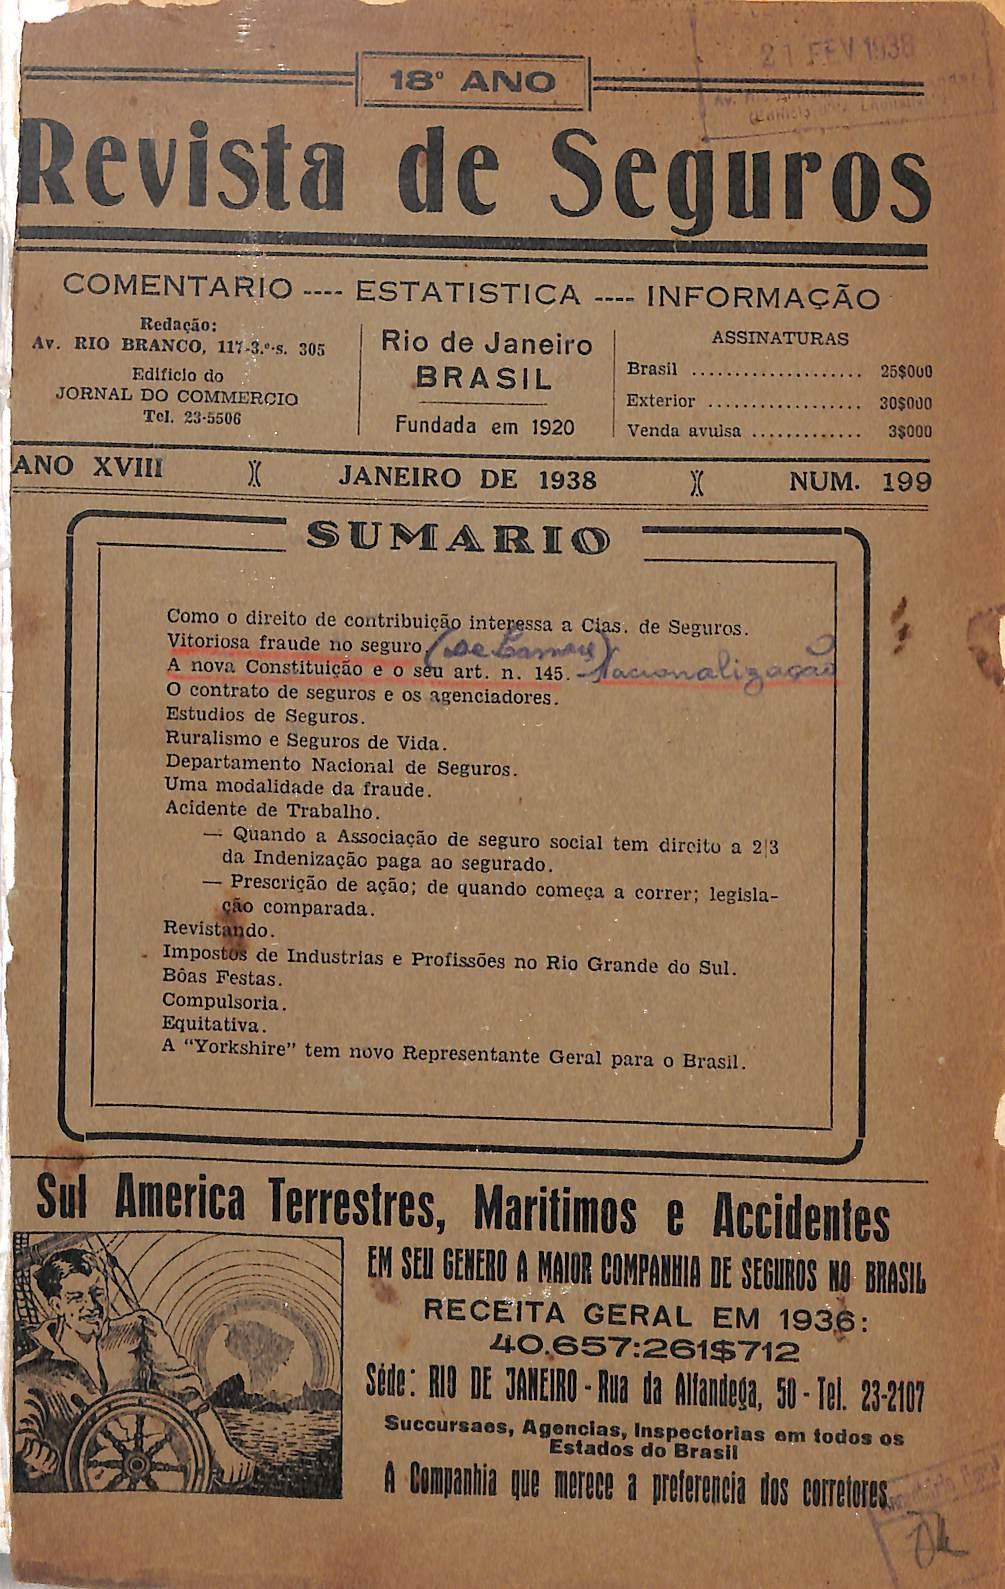 21 FEV 1938
18º ANO
Revista de Seguros
COMENTARIO ---- ESTATISTICA ---- INFORMAÇÃO
Redação:
Av. RIO BRANCO, 117-3.º-s. 305
Edificio do
JORNAL DO COMMERCIO
Tel. 23-5506
Rio de Janeiro
BRASIL
Fundada em 1920
ASSINATURAS
Brasil .................... 25$000
Exterior .................. 30$000
Venda avulsa ............. 3$000
ANO XVIII
JANEIRO DE 1938
NUM. 199
SUMARIO
Como o direito de contribuição interessa a Cias. de Seguros.
Vitoriosa fraude no seguro
A nova Constituição e o seu art. n. 145. Nacionalização
O contrato de seguros e os agenciadores.
Estudios de Seguros.
Ruralismo e Seguros de Vida.
Departamento Nacional de Seguros.
Uma modalidade da fraude.
Acidente de Trabalho.
— Quando a Associação de seguro social tem direito a 2|3
da Indenização paga ao segurado.
— Prescrição de ação; de quando começa a correr; legisla-
ção comparada.
Revistando.
Impostos de Industrias e Profissões no Rio Grande do Sul.
Bôas Festas.
Compulsoria.
Equitativa.
A "Yorkshire" tem novo Representante Geral para o Brasil.
Sul America Terrestres, Maritimos e Accidentes
EM SEU GENERO A MAIOR COMPANHIA DE SEGUROS NO BRASIL
RECEITA GERAL EM 1936:
40.657:261$712
Séde: RIO DE JANEIRO - Rua da Alfandega, 50 - Tel. 23-2107
Succursaes, Agencias, Inspectorias em todos os
Estados do Brasil
A Companhia que merece a preferencia dos corretores